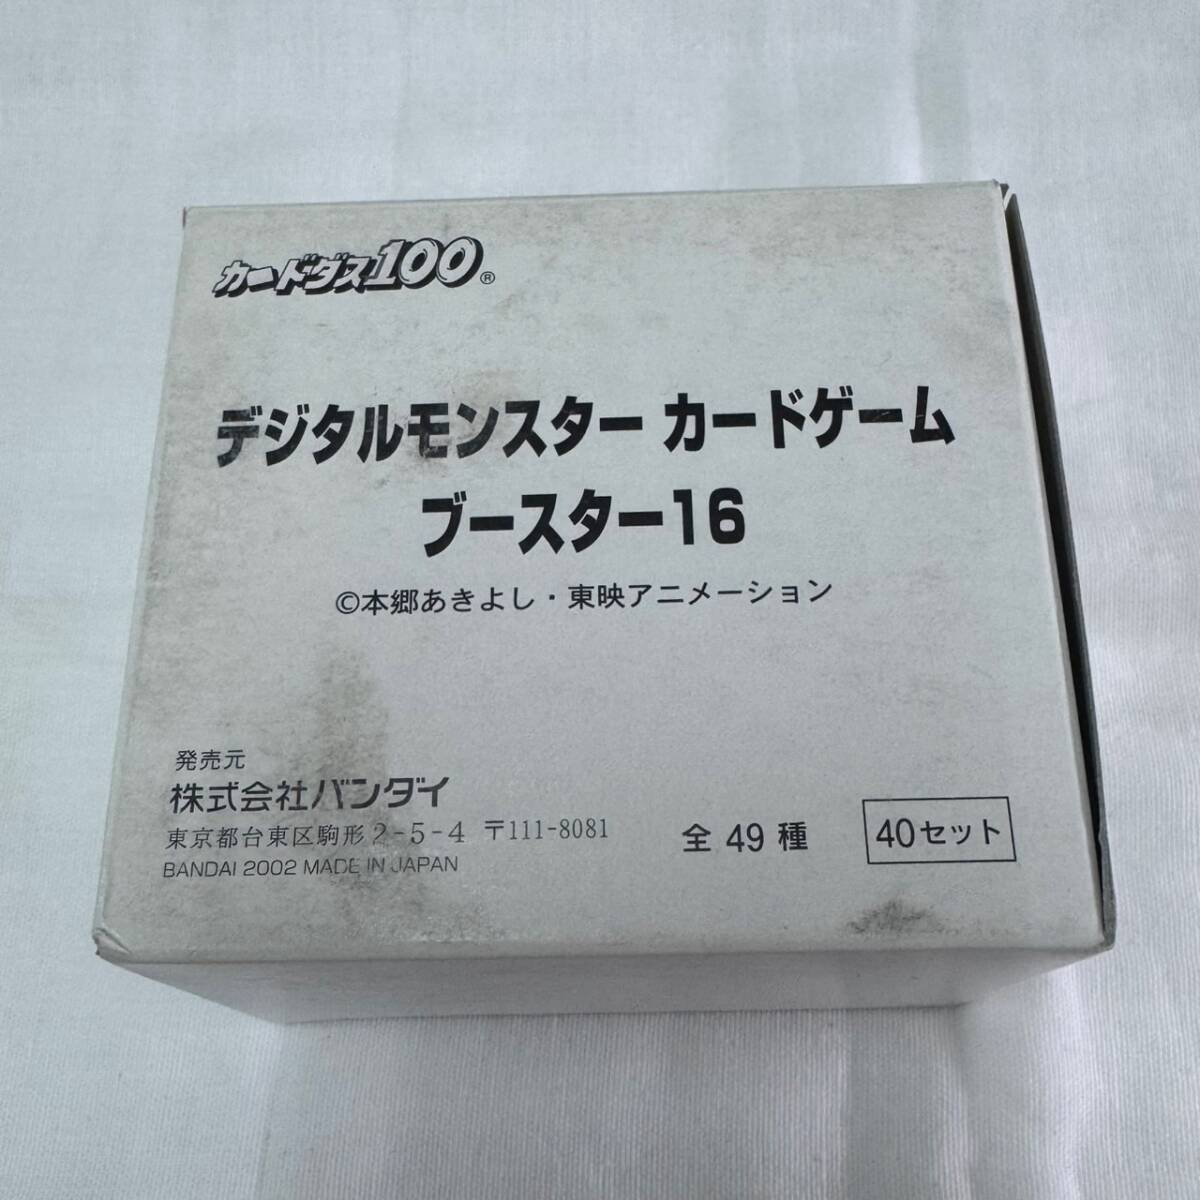 カードダス100®
デジタルモンスター カードゲーム
ブースター16
©本郷あきよし・東映アニメーション
発売元
株式会社バンダイ
東京都台東区駒形2-5-4 〒111-8081
BANDAI 2002 MADE IN JAPAN
全 49 種
40セット